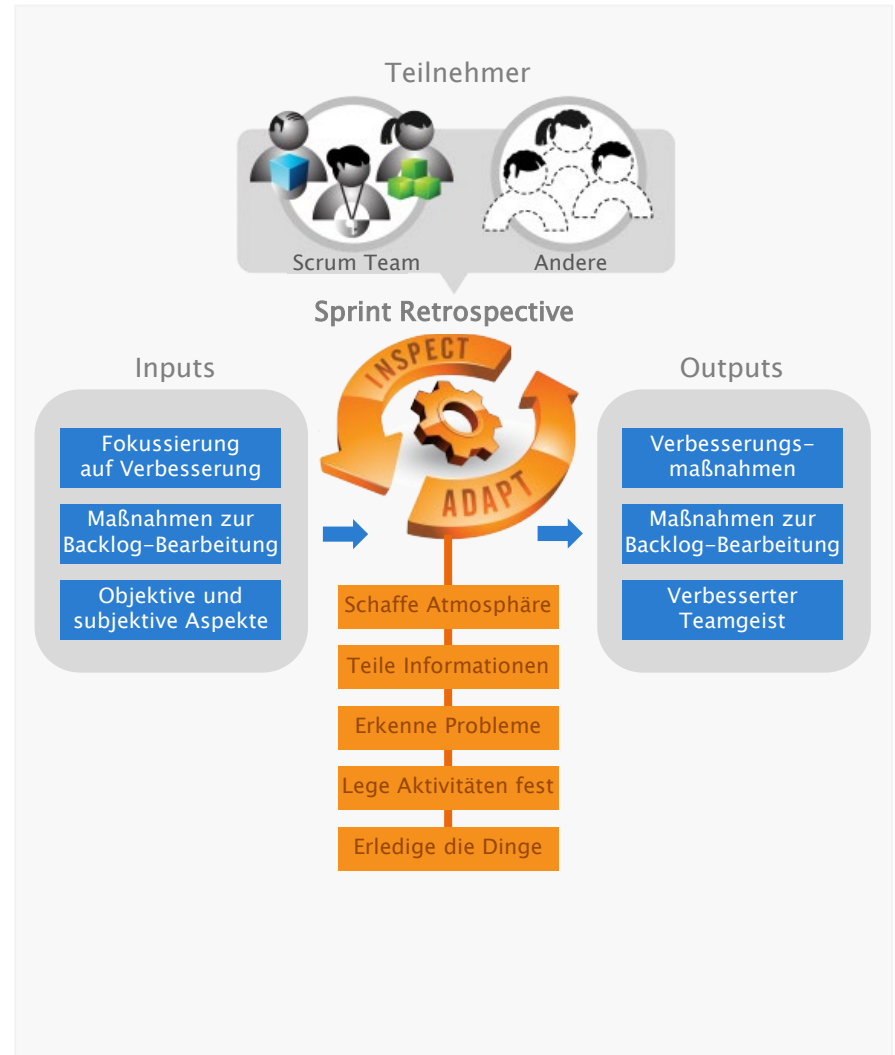 Teilnehmer
Scrum Team
Andere
Sprint Retrospective
Inputs
Fokussierung
auf Verbesserung
Maßnahmen zur
Backlog-Bearbeitung
Objektive und
subjektive Aspekte
INSPECT
ADAPT
Schaffe Atmosphäre
Teile Informationen
Erkenne Probleme
Lege Aktivitäten fest
Erledige die Dinge
Outputs
Verbesserungs-
maßnahmen
Maßnahmen zur
Backlog-Bearbeitung
Verbesserter
Teamgeist